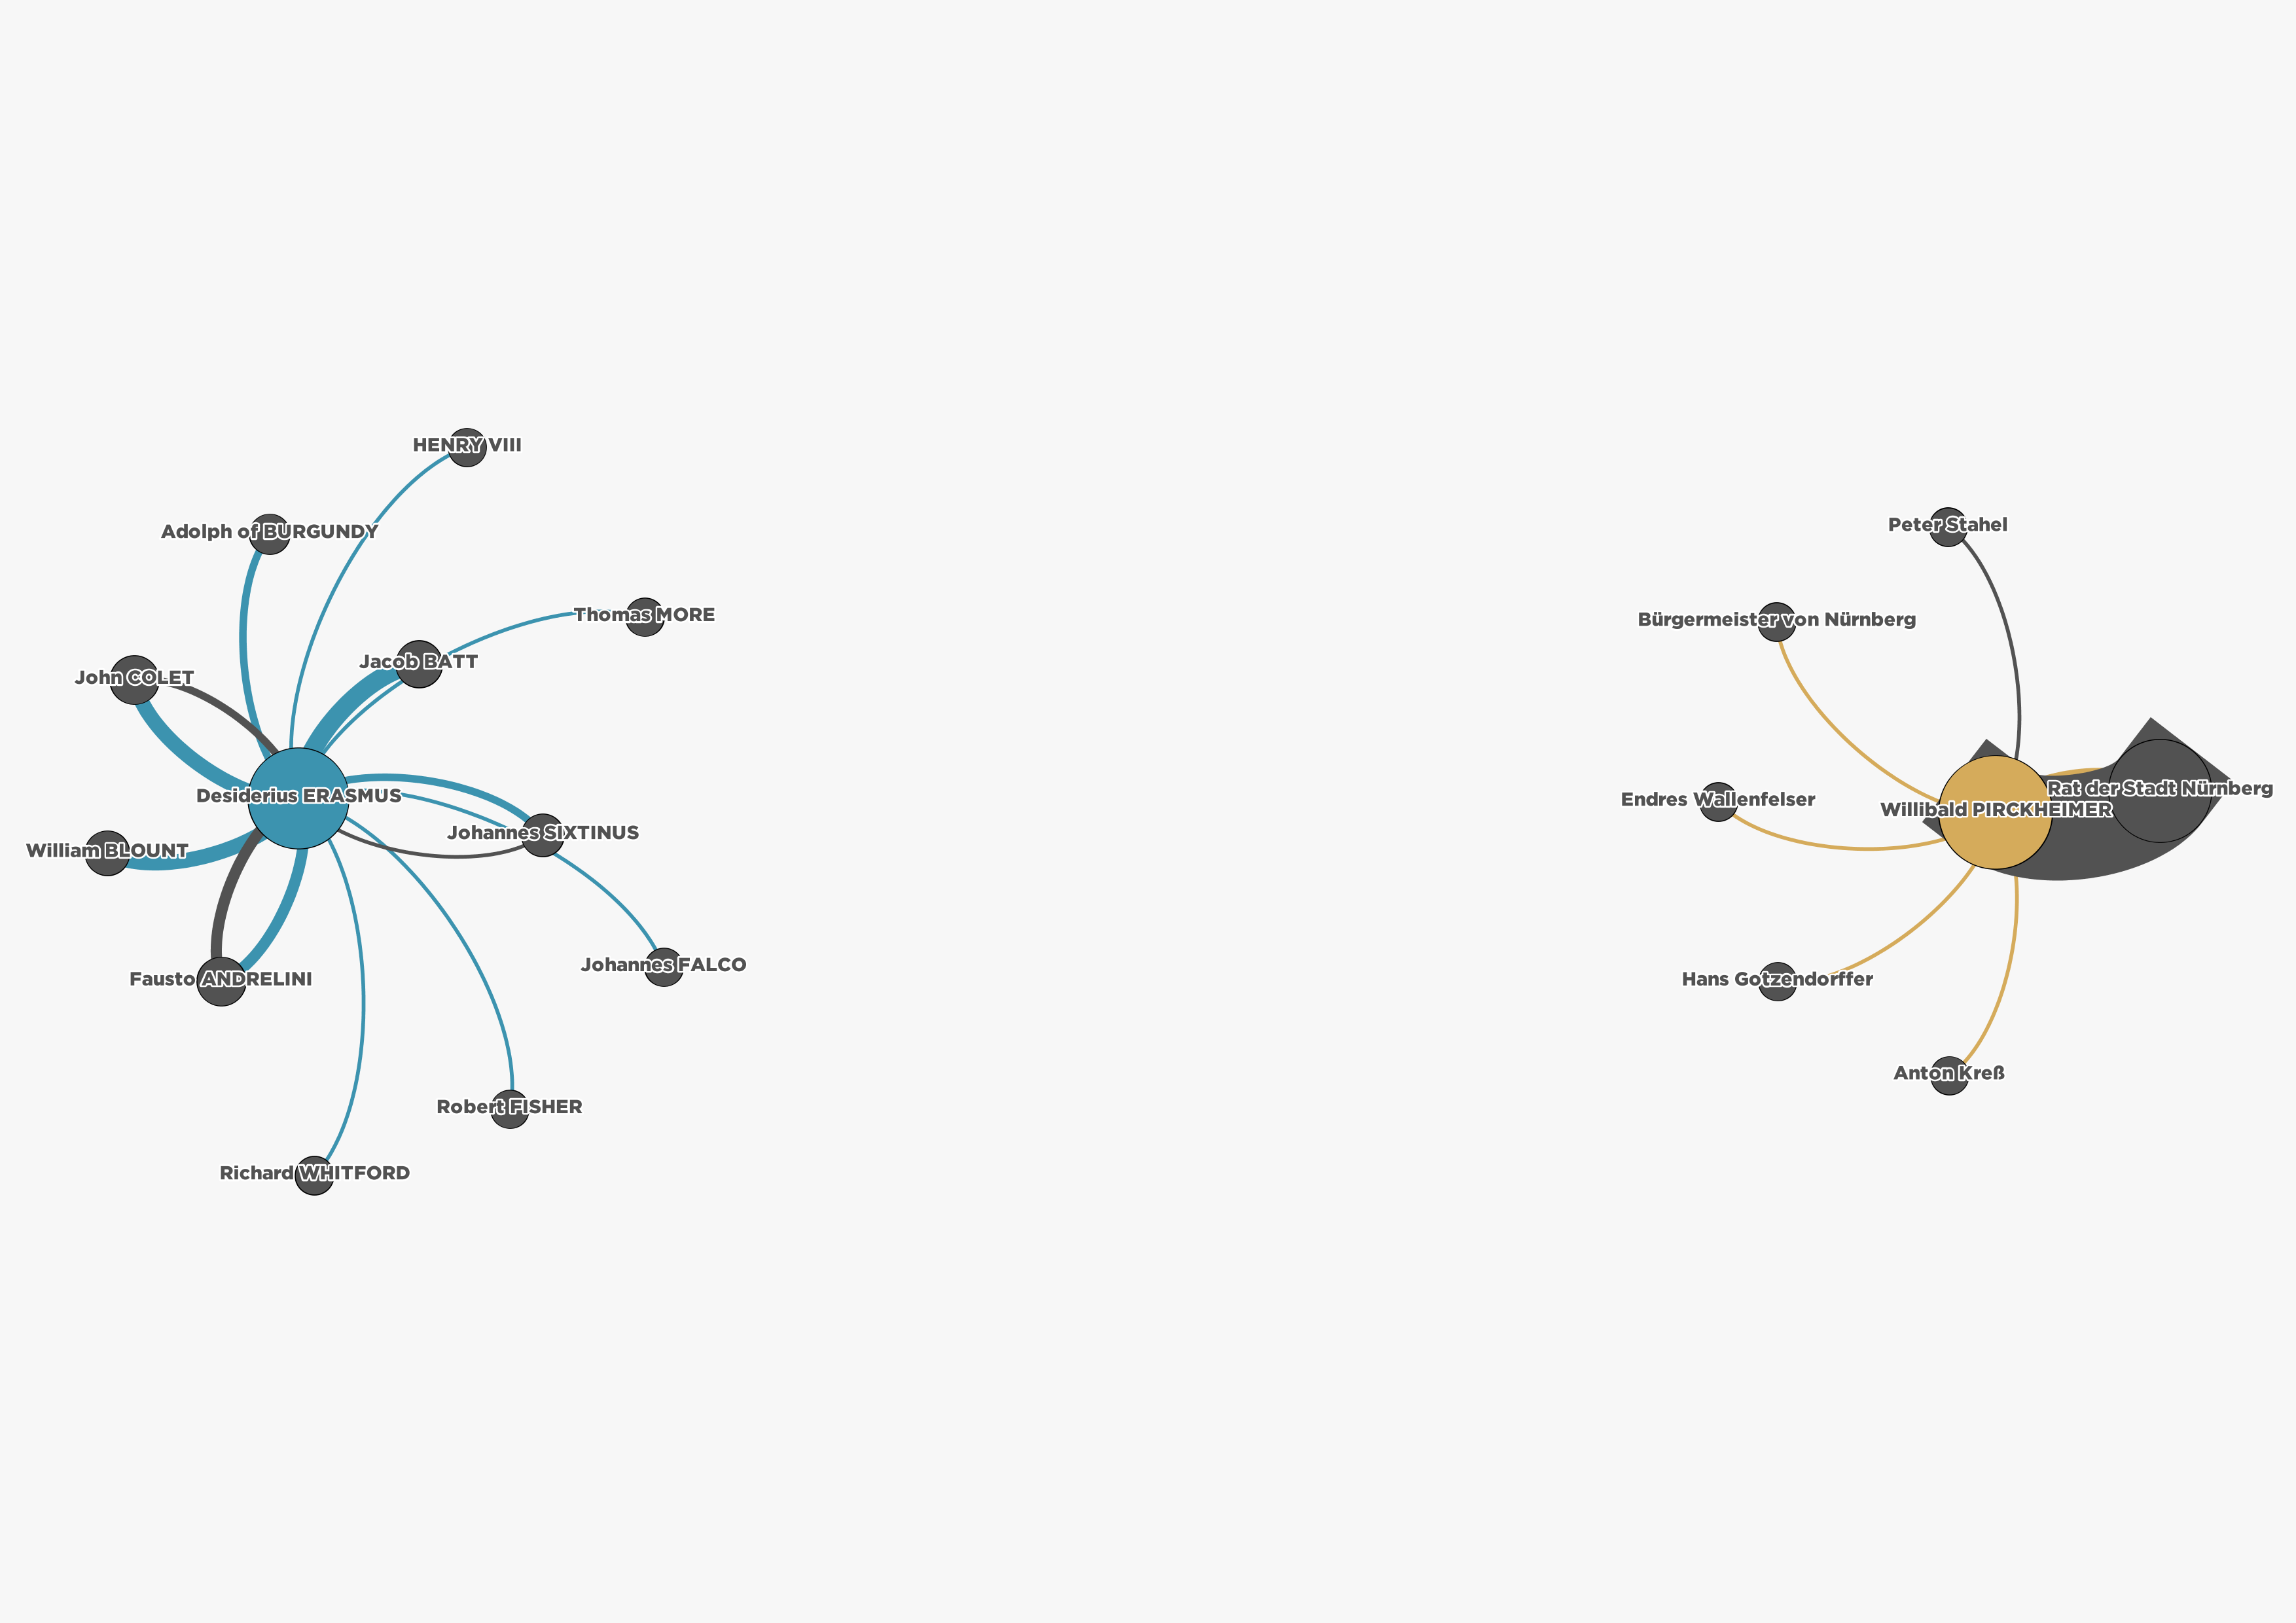 HENRY VIII
Adolph of BURGUNDY
Thomas MORE
Jacob BATT
John COLET
Desiderius ERASMUS
Johannes SIXTINUS
William BLOUNT
Johannes FALCO
Fausto ANDRELINI
Robert FISHER
Richard WHITFORD
Peter Stahel
Bürgermeister von Nürnberg
Rat der Stadt Nürnberg
Endres Wallenfelser
Willibald PIRCKHEIMER
Hans Gotzendorffer
Anton Kreß